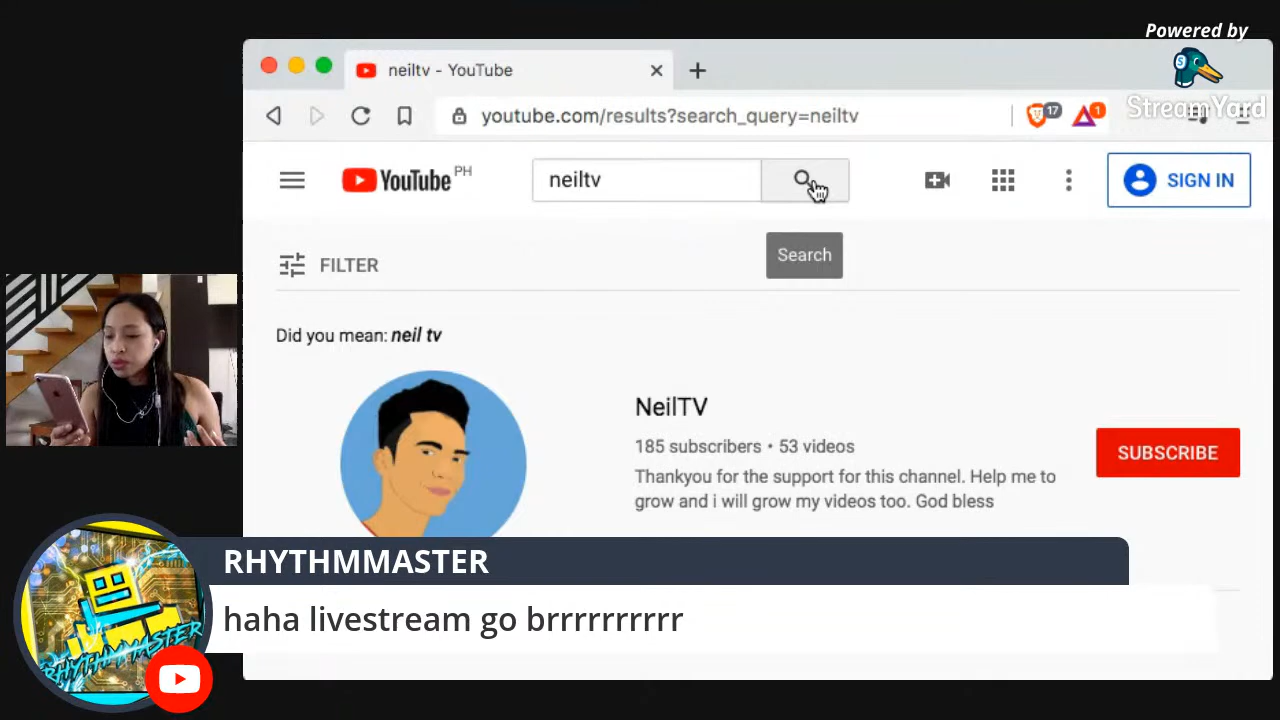 Powered by
StreamYard
neiltv - YouTube
youtube.com/results?search_query=neiltv
17
1
YouTube PH
neiltv
SIGN IN
Search
FILTER
Did you mean: neil tv
NeilTV
185 subscribers • 53 videos
Thankyou for the support for this channel. Help me to
grow and i will grow my videos too. God bless
SUBSCRIBE
RHYTHMMASTER
haha livestream go brrrrrrrrrr
RHYTHMMASTER